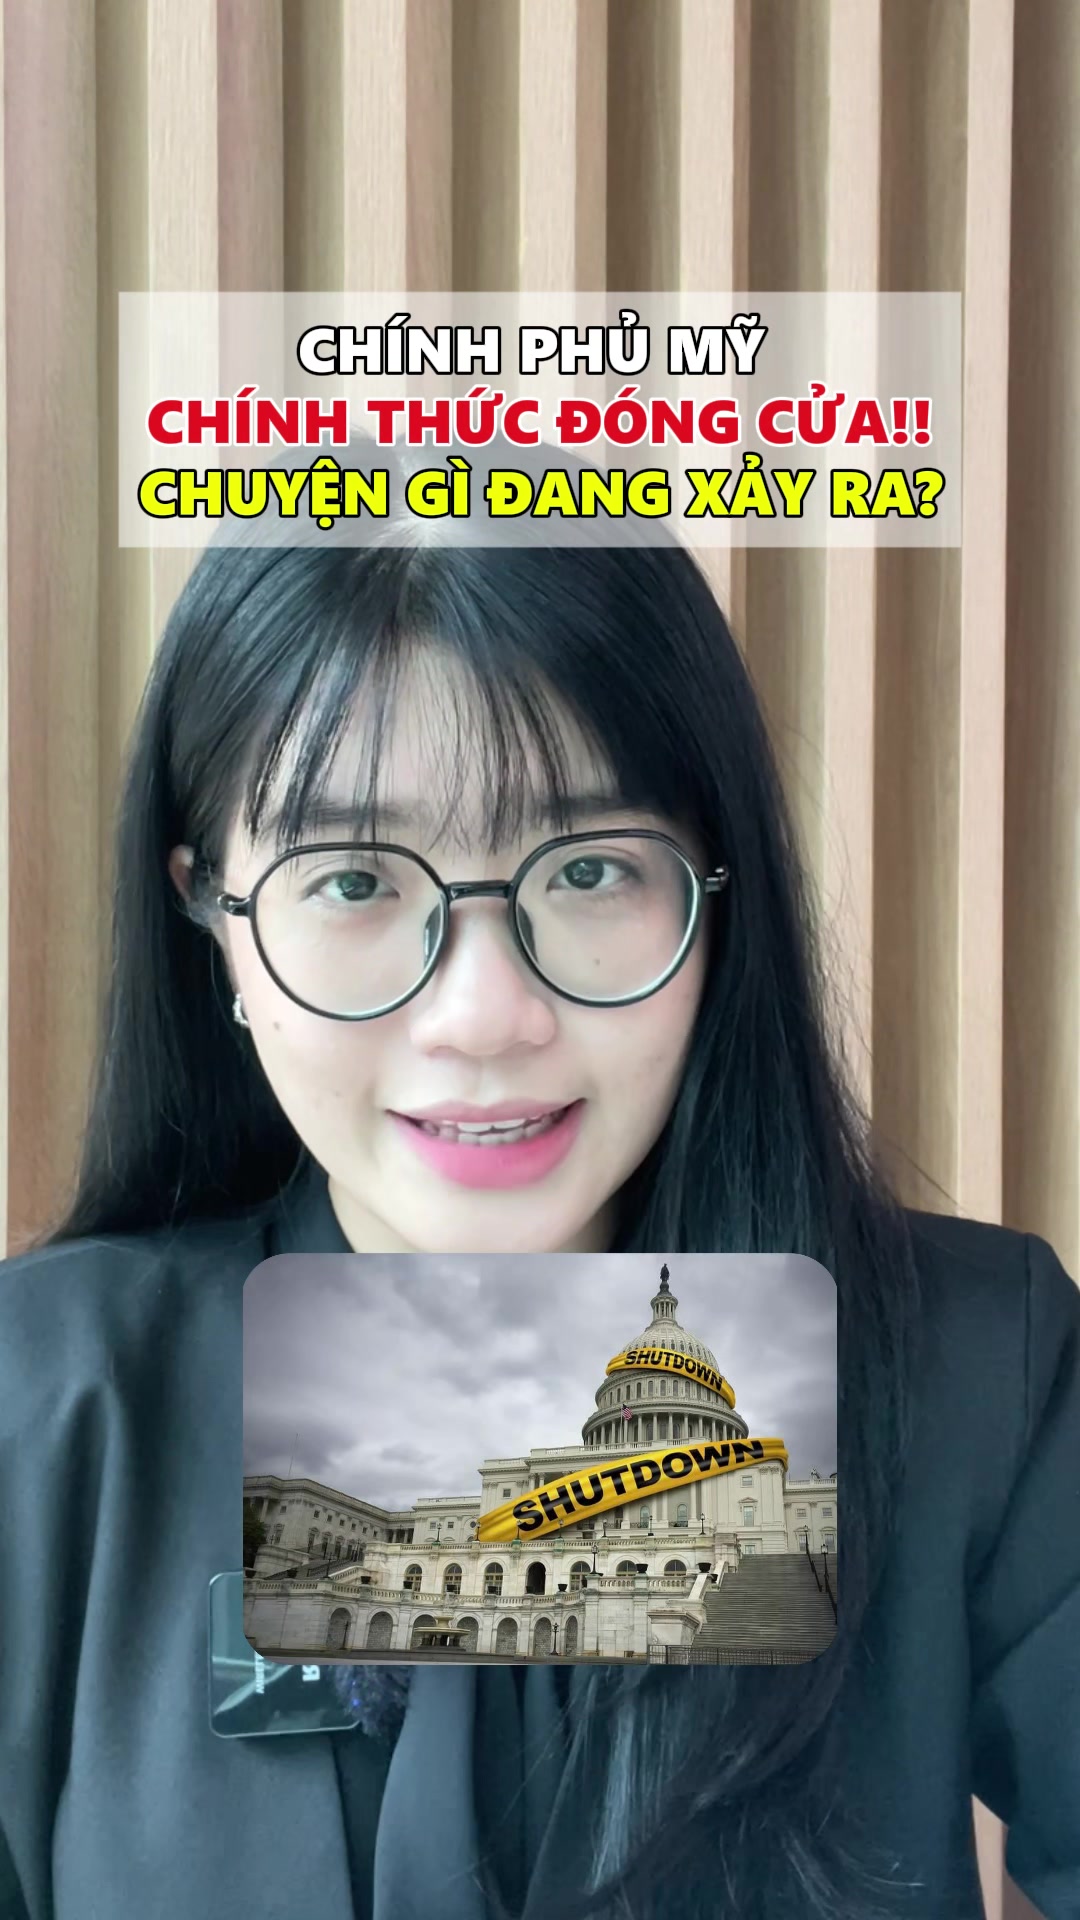 CHÍNH PHỦ MỸ
CHÍNH THỨC ĐÓNG CỬA!!
CHUYỆN GÌ ĐANG XẢY RA?
SHUTDOWN
SHUTDOWN